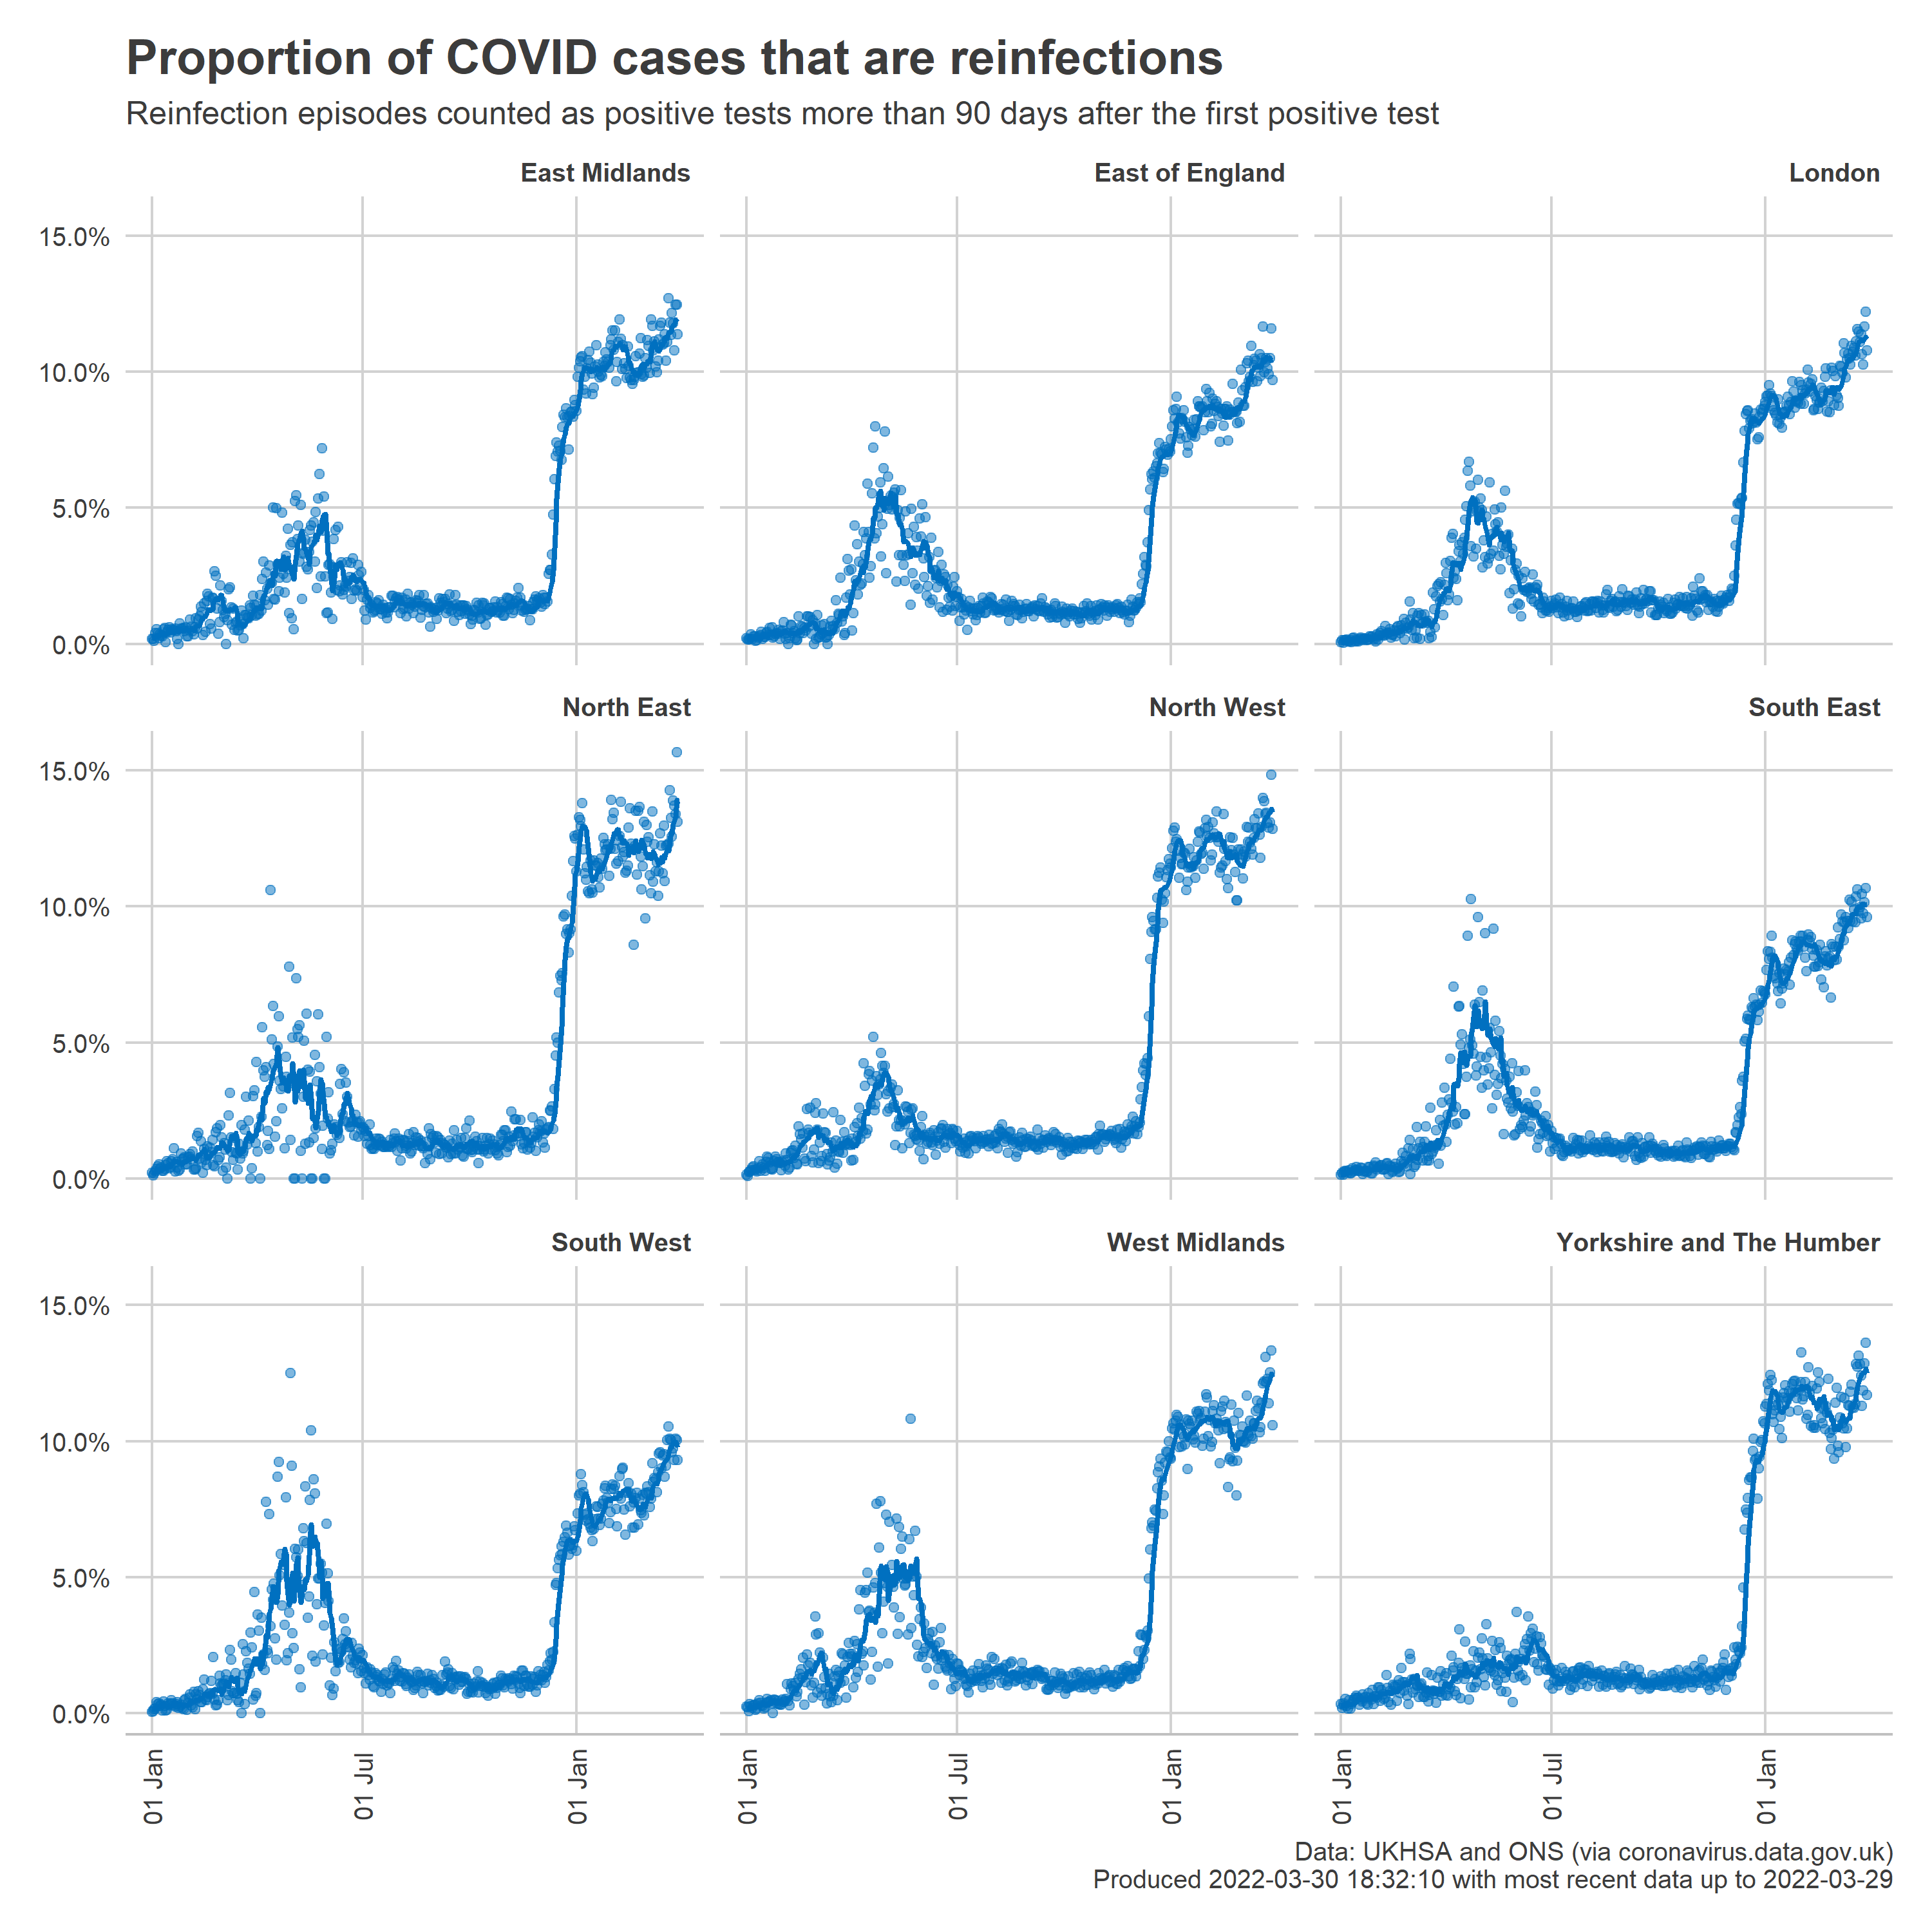 Proportion of COVID cases that are reinfections
Reinfection episodes counted as positive tests more than 90 days after the first positive test
East Midlands
East of England
London
15.0%
10.0%
5.0%
0.0%
North East
North West
South East
15.0%
10.0%
5.0%
0.0%
South West
West Midlands
Yorkshire and The Humber
15.0%
10.0%
5.0%
0.0%
01 Jan
01 Jul
01 Jan
01 Jan
01 Jul
01 Jan
01 Jan
01 Jul
01 Jan
Data: UKHSA and ONS (via coronavirus.data.gov.uk)
Produced 2022-03-30 18:32:10 with most recent data up to 2022-03-29